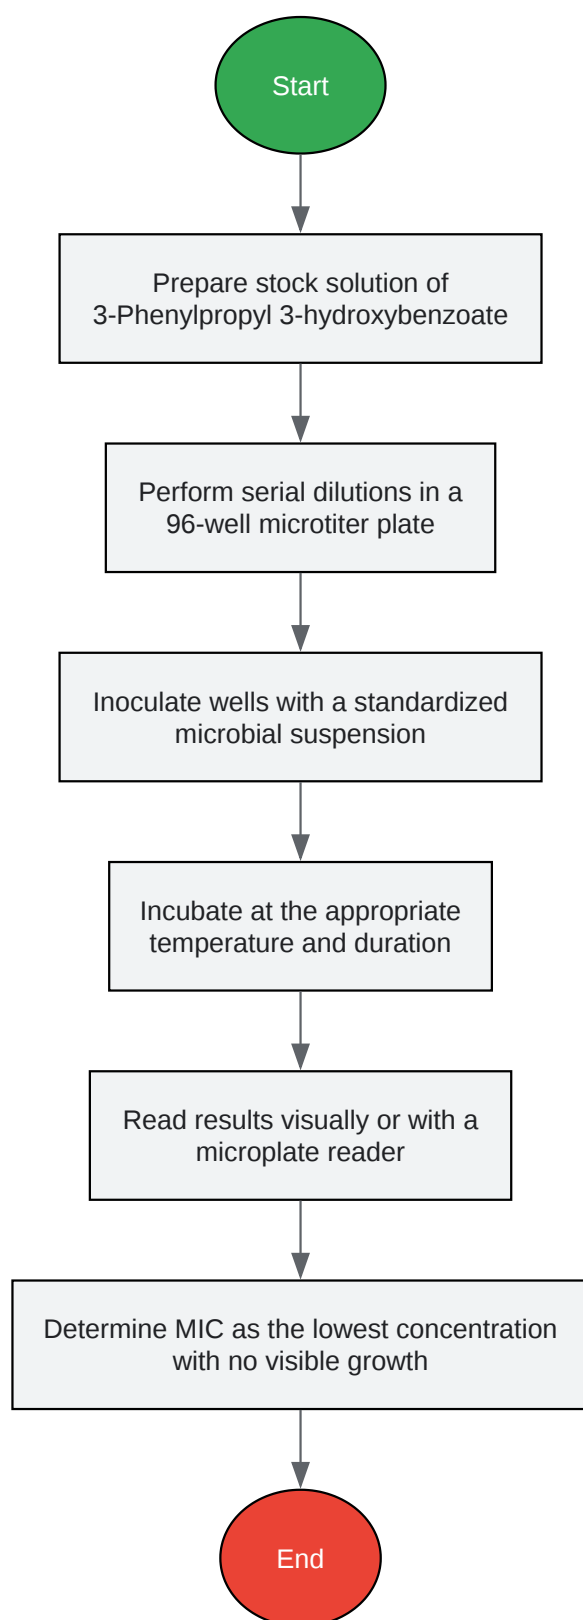 Start
Prepare stock solution of
3-Phenylpropyl 3-hydroxybenzoate
Perform serial dilutions in a
96-well microtiter plate
Inoculate wells with a standardized
microbial suspension
Incubate at the appropriate
temperature and duration
Read results visually or with a
microplate reader
Determine MIC as the lowest concentration
with no visible growth
End